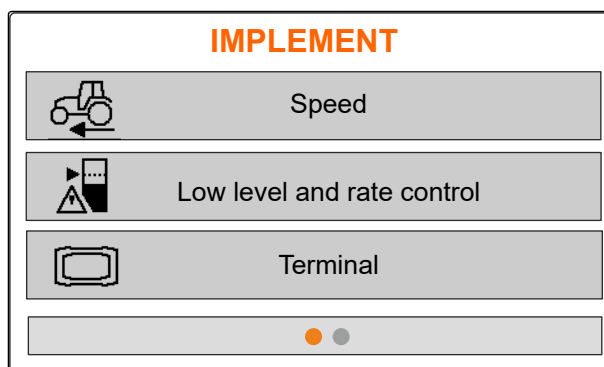 IMPLEMENT
Speed
Low level and rate control
Terminal